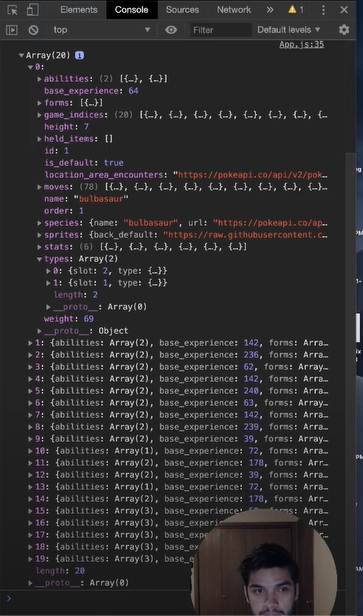 Elements Console Sources Network » 1
top Filter Default levels
App.js:35
Array(20) i
0:
abilities: (2) [{…}, {…}]
base_experience: 64
forms: [{…}]
game_indices: (20) [{…}, {…}, {…}, {…}, {…}, {…}, {…},
height: 7
held_items: []
id: 1
is_default: true
location_area_encounters: "https://pokeapi.co/api/v2/pok…
moves: (78) [{…}, {…}, {…}, {…}, {…}, {…}, {…}, {…}, {…
name: "bulbasaur"
order: 1
species: {name: "bulbasaur", url: "https://pokeapi.co/ap…
sprites: {back_default: "https://raw.githubusercontent.c…
stats: (6) [{…}, {…}, {…}, {…}, {…}, {…}]
types: Array(2)
0: {slot: 2, type: {…}}
1: {slot: 1, type: {…}}
length: 2
__proto__: Array(0)
weight: 69
__proto__: Object
1: {abilities: Array(2), base_experience: 142, forms: Arra…
2: {abilities: Array(2), base_experience: 236, forms: Arra…
3: {abilities: Array(2), base_experience: 62, forms: Array…
4: {abilities: Array(2), base_experience: 142, forms: Arra…
5: {abilities: Array(2), base_experience: 240, forms: Arra…
6: {abilities: Array(2), base_experience: 63, forms: Array…
7: {abilities: Array(2), base_experience: 142, forms: Arra…
8: {abilities: Array(2), base_experience: 239, forms: Arra…
9: {abilities: Array(2), base_experience: 39, forms: Array…
10: {abilities: Array(1), base_experience: 72, forms: Arra…
11: {abilities: Array(2), base_experience: 178, forms: Arr…
12: {abilities: Array(2), base_experience: 39, forms: Arra…
13: {abilities: Array(1), base_experience: 72, forms: Arra…
14: {abilities: Array(2), base_experience: 178, forms: Arr…
15: {abilities: Array(3), base_experience: Arra…
16: {abilities: Array(3), base_ex
17: {abilities: Array(3), base_e
18: {abilities: Array(3), base_e
19: {abilities: Array(3), base_e
length: 20
__proto__: Array(0)